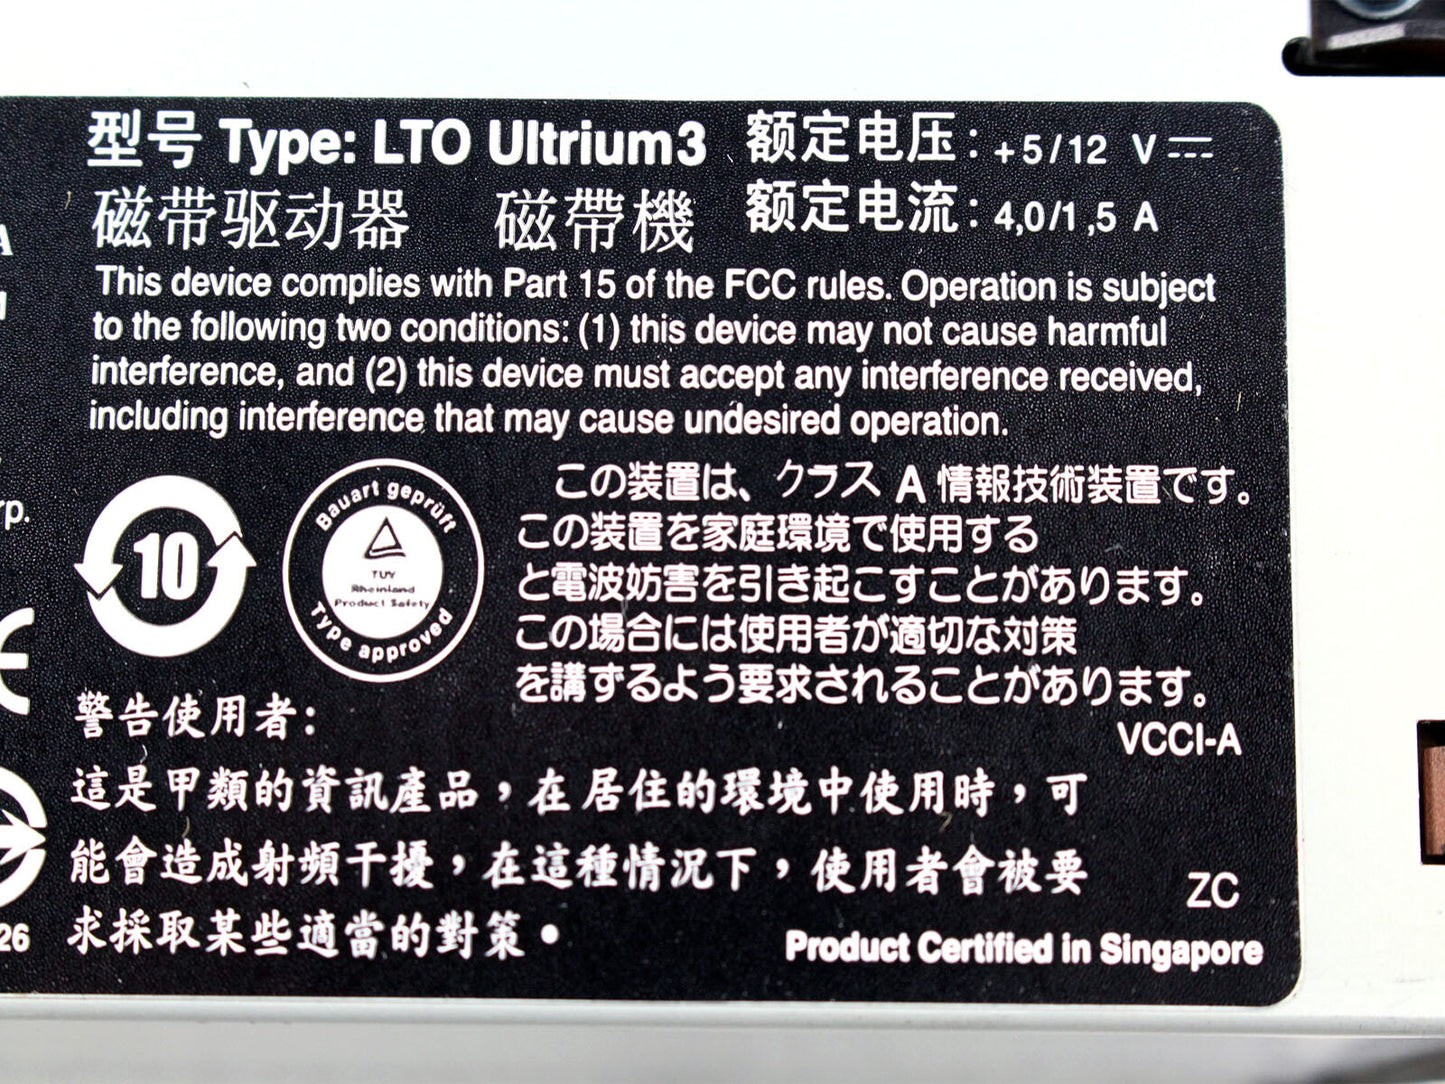 型号 Type: LTO Ultrium3 额定电压: +5/12 V
磁带驱动器 磁帶機 额定电流: 4,0/1,5 A
This device complies with Part 15 of the FCC rules. Operation is subject
to the following two conditions: (1) this device may not cause harmful
interference, and (2) this device must accept any interference received,
including interference that may cause undesired operation.
rp.
10
Bauart geprüft
TUV
Rheinland
Product Safety
Type approved
この装置は、クラス A 情報技術装置です。
この装置を家庭環境で使用する
と電波妨害を引き起こすことがあります。
この場合には使用者が適切な対策
を講ずるよう要求されることがあります。
VCCI-A
警告使用者:
這是甲類的資訊產品，在居住的環境中使用時，可
能會造成射頻干擾，在這種情況下，使用者會被要
求採取某些適當的對策。
26
ZC
Product Certified in Singapore